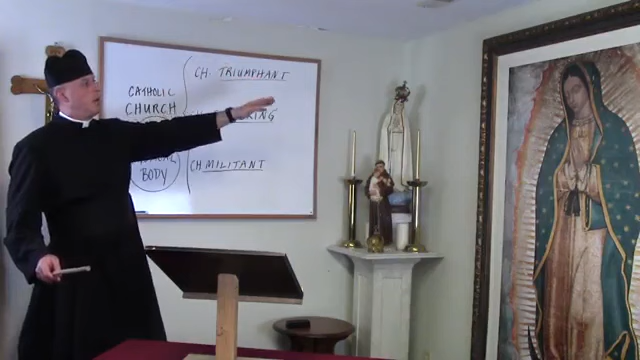 CATHOLIC
CHURCH
BODY
CH. TRIUMPHANT
CH. MILITANT